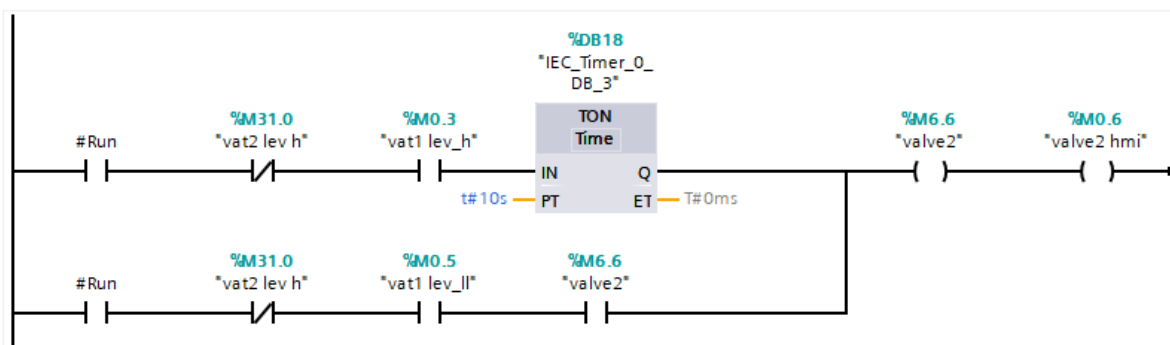 %DB18
"IEC_Timer_0_
DB_3"
%M31.0 %M0.3 TON %M6.6 %M0.6
#Run "vat2 lev h" "vat1 lev_h" Time "valve2" "valve2 hmi"
IN Q
t#10s PT ET T#0ms
%M31.0 %M0.5 %M6.6
#Run "vat2 lev h" "vat1 lev_ll" "valve2"